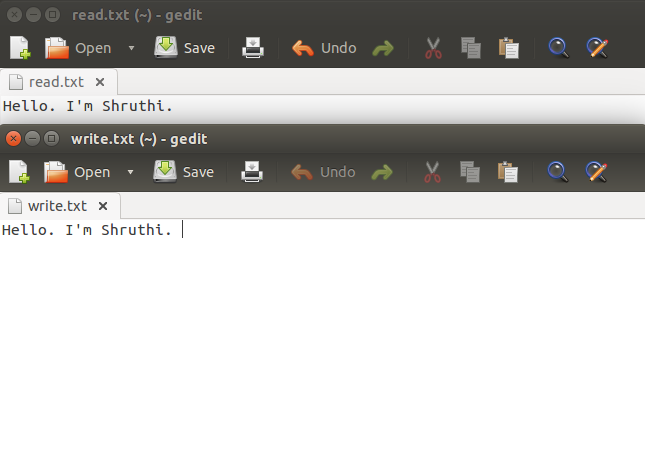 read.txt (~) - gedit
Open Save Undo
read.txt
Hello. I'm Shruthi.
write.txt (~) - gedit
Open Save Undo
write.txt
Hello. I'm Shruthi.